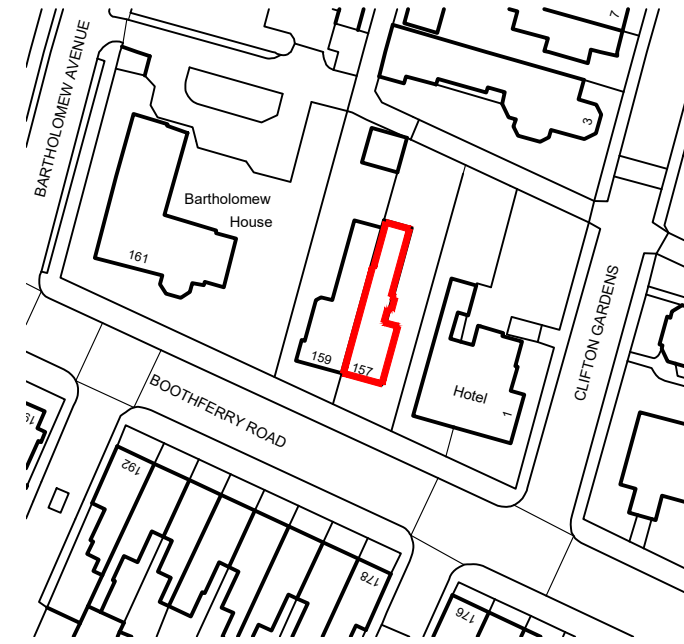 7
BARTHOLOMEW AVENUE
3
Bartholomew
House
161
CLIFTON GARDENS
159
157
Hotel
1
BOOTHFERRY ROAD
192
178
176